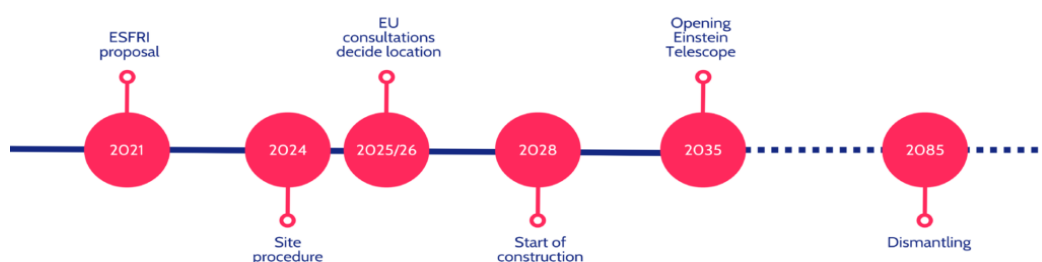 ESFRI
proposal
EU
consultations
decide location
Opening
Einstein
Telescope
2021
2024
2025/26
2028
2035
2085
Site
procedure
Start of
construction
Dismantling